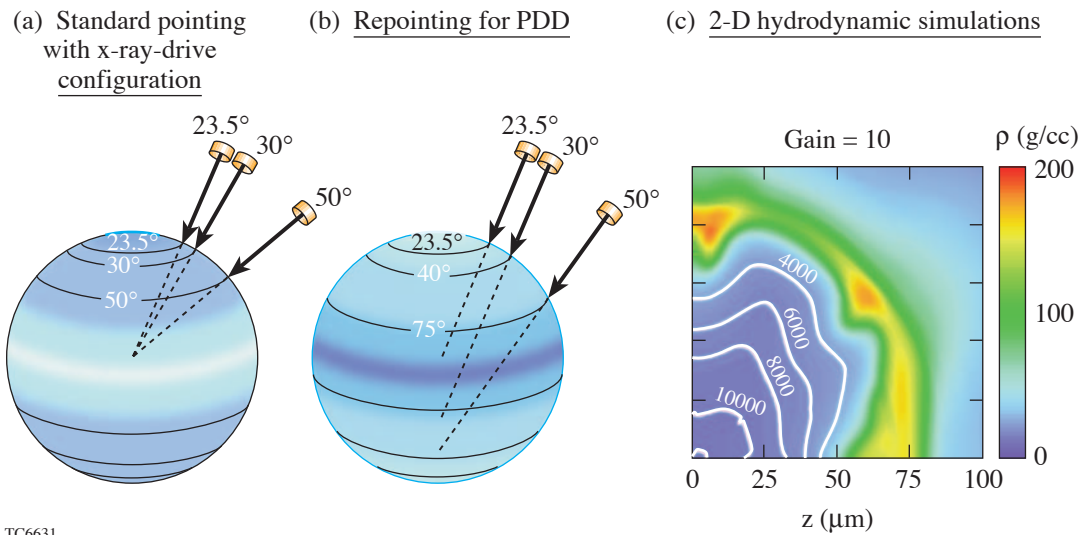 (a) Standard pointing
with x-ray-drive
configuration
23.5°
30°
50°
23.5°
30°
50°
(b) Repointing for PDD
23.5°
30°
50°
23.5°
40°
75°
(c) 2-D hydrodynamic simulations
Gain = 10
ρ (g/cc)
4000
6000
8000
10000
200
100
0
0 25 50 75 100
z (μm)
TC6631